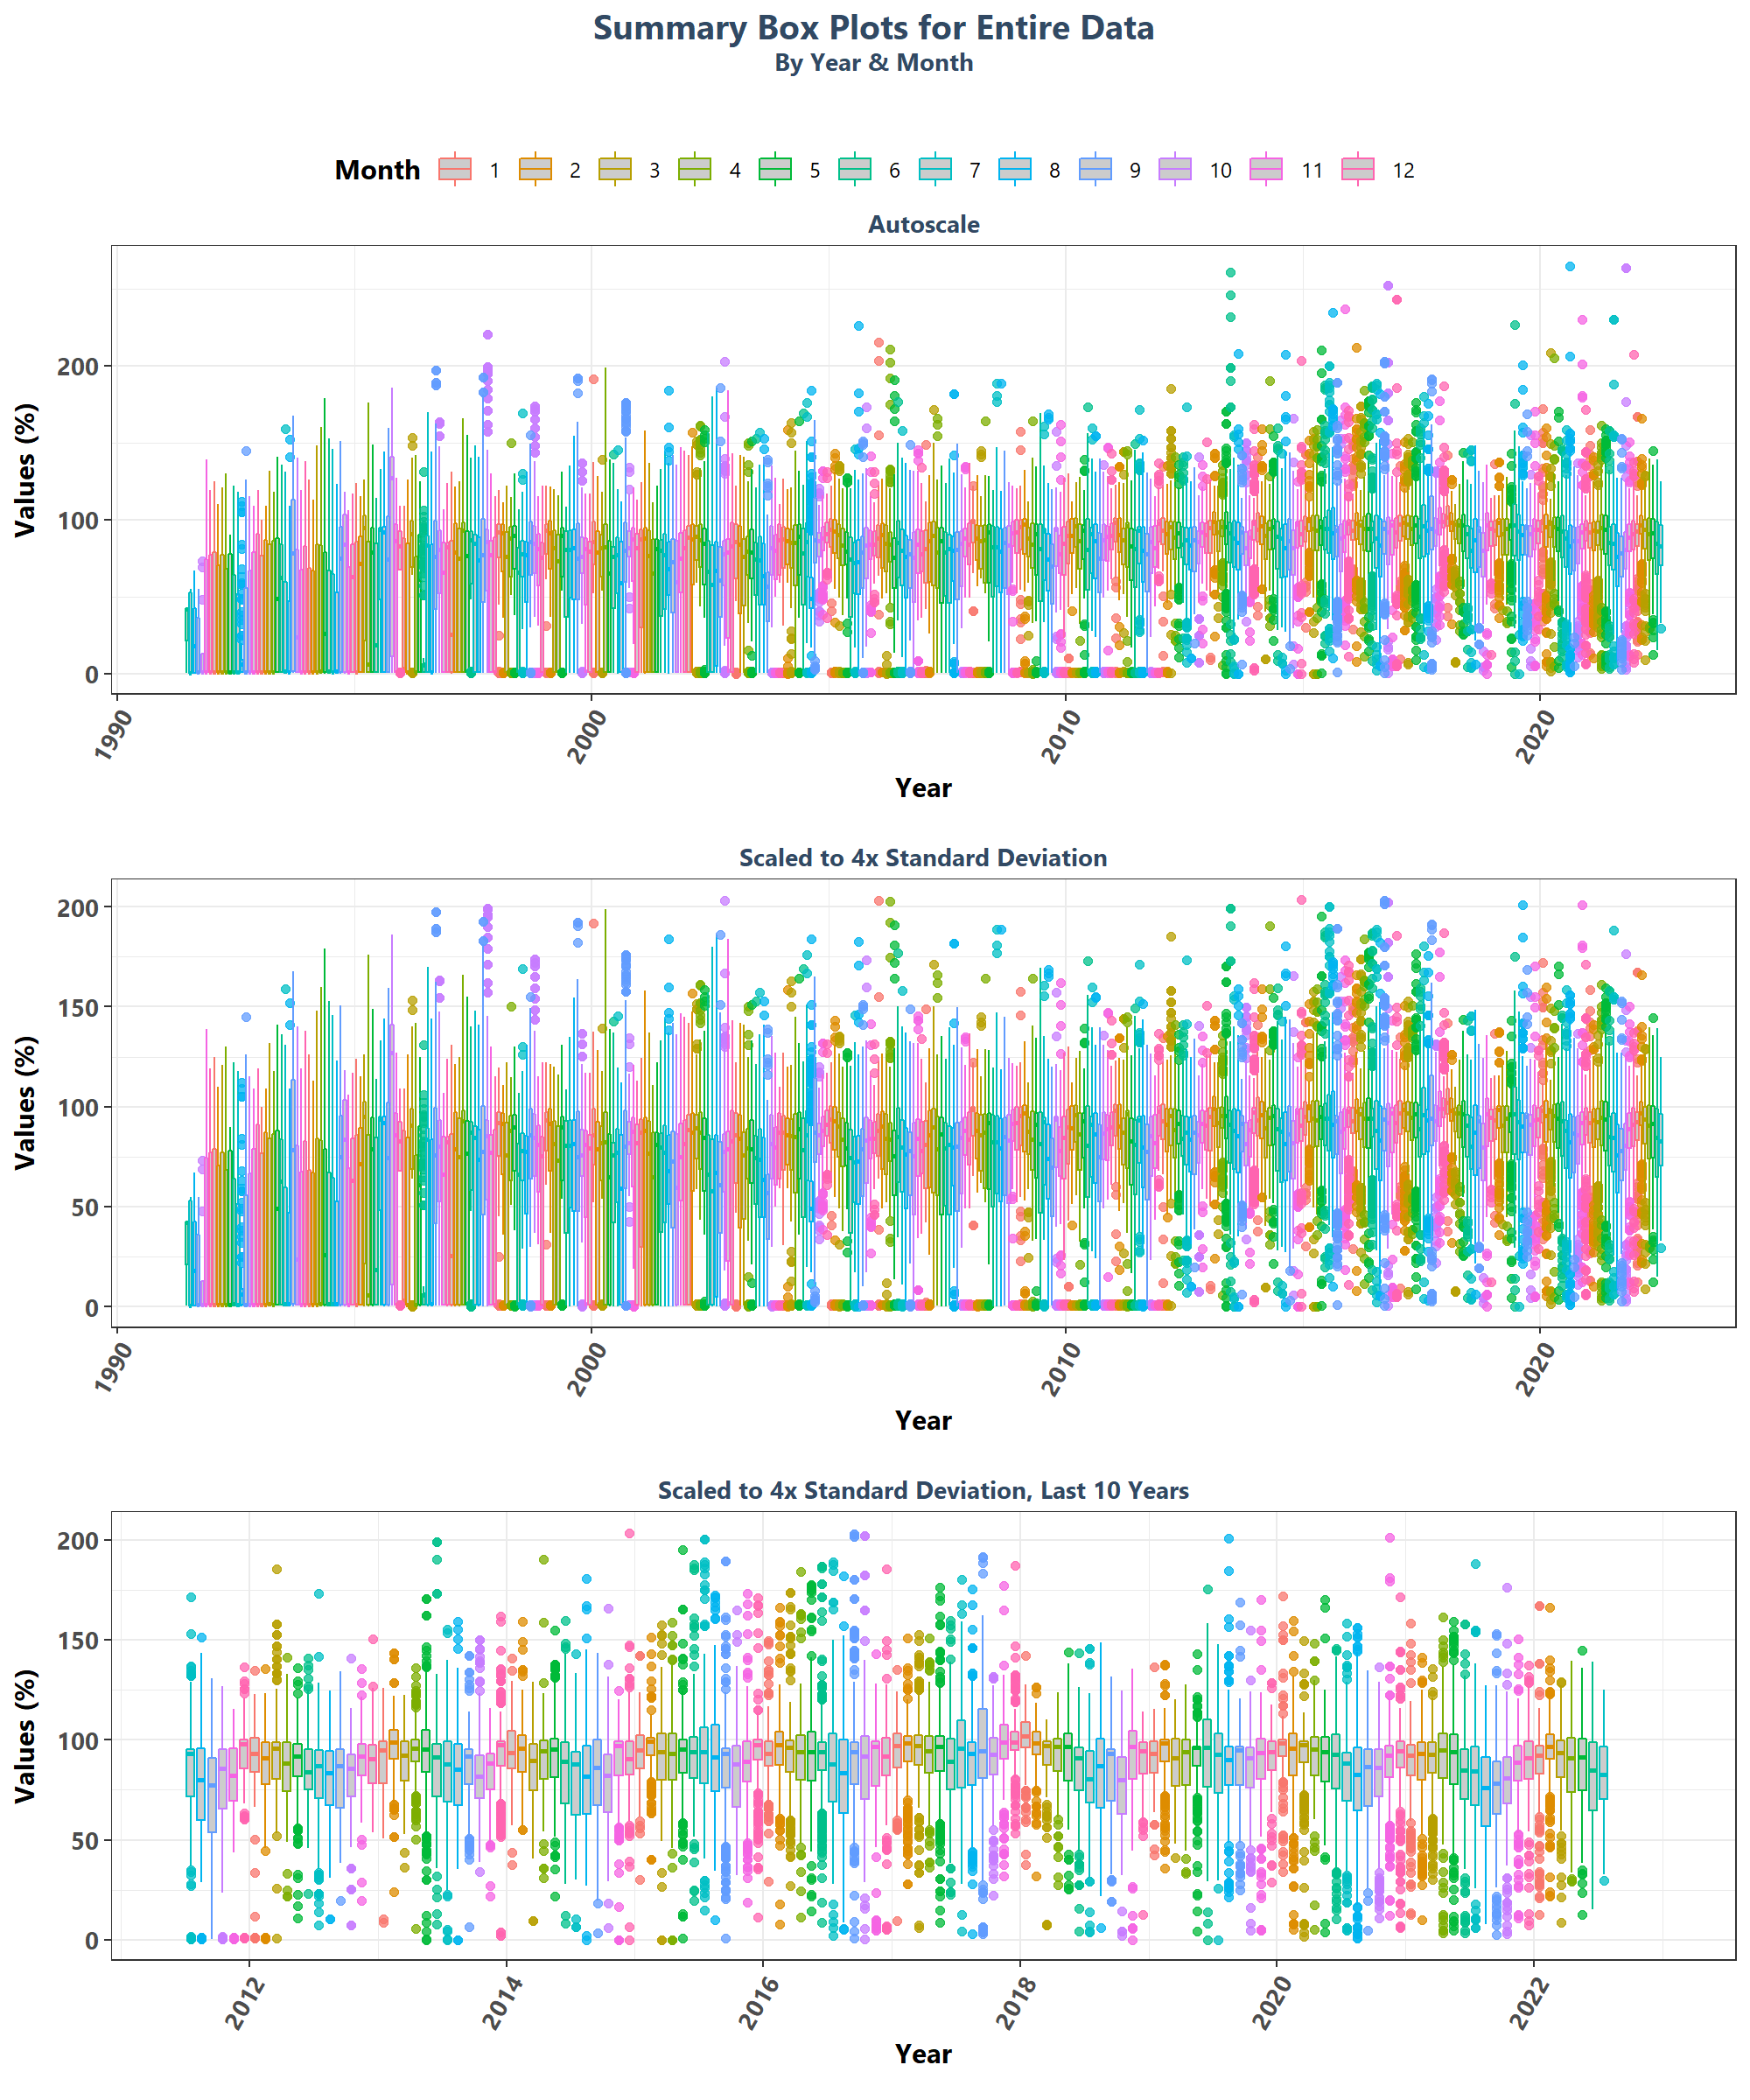 Summary Box Plots for Entire Data
By Year & Month
Month 1 2 3 4 5 6 7 8 9 10 11 12
Autoscale
Values (%)
200
100
0
1990 2000 2010 2020
Year
Scaled to 4x Standard Deviation
Values (%)
200
150
100
50
0
1990 2000 2010 2020
Year
Scaled to 4x Standard Deviation, Last 10 Years
Values (%)
200
150
100
50
0
2012 2014 2016 2018 2020 2022
Year